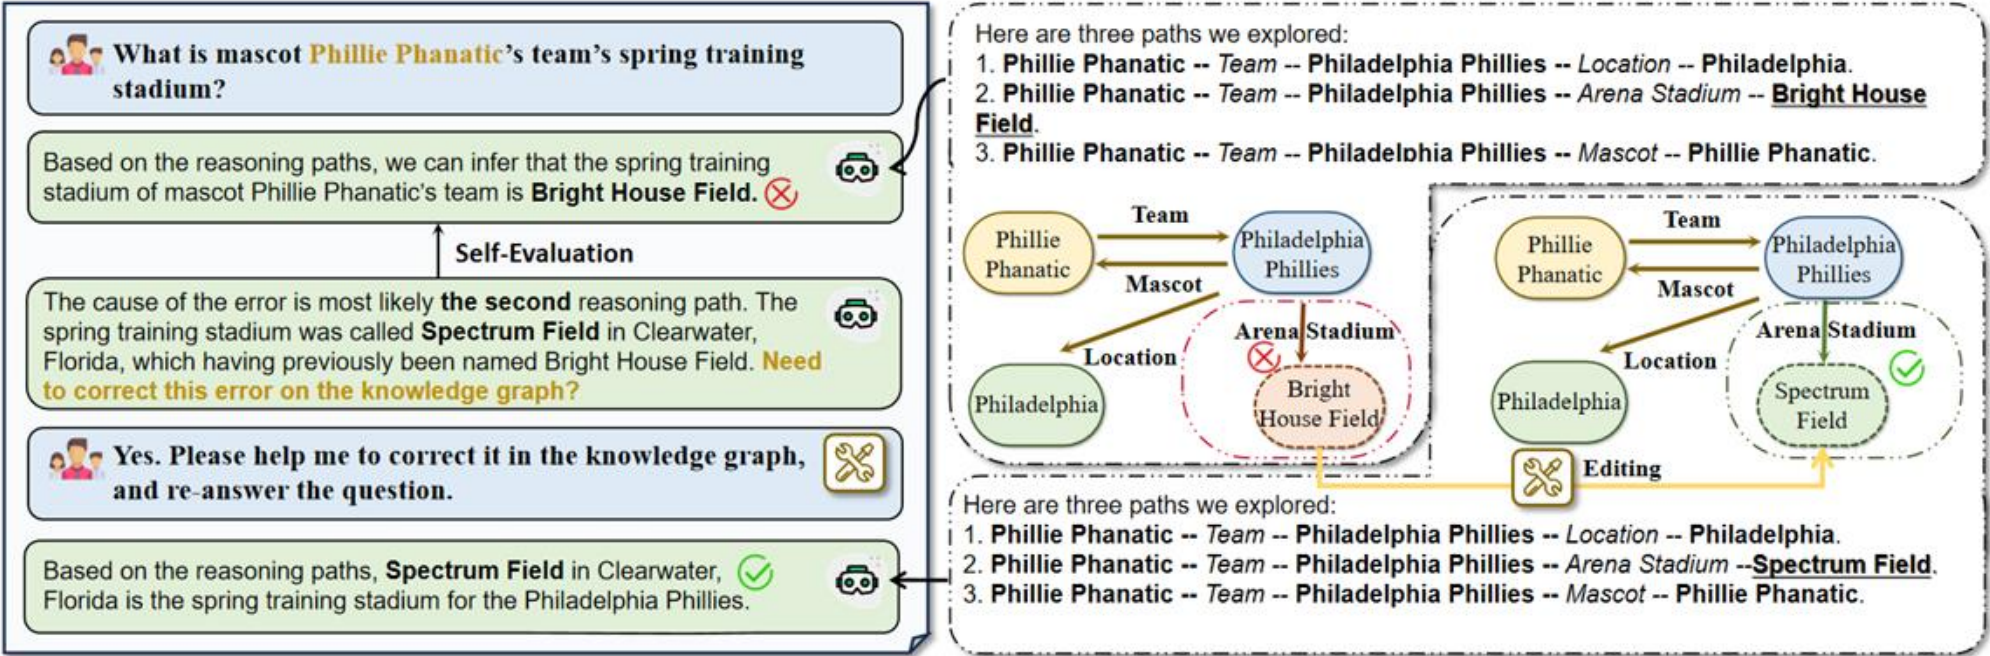 What is mascot Phillie Phanatic's team's spring training
stadium?
Based on the reasoning paths, we can infer that the spring training
stadium of mascot Phillie Phanatic's team is Bright House Field.
Self-Evaluation
The cause of the error is most likely the second reasoning path. The
spring training stadium was called Spectrum Field in Clearwater,
Florida, which having previously been named Bright House Field. Need
to correct this error on the knowledge graph?
Yes. Please help me to correct it in the knowledge graph,
and re-answer the question.
Based on the reasoning paths, Spectrum Field in Clearwater,
Florida is the spring training stadium for the Philadelphia Phillies.
Here are three paths we explored:
1. Phillie Phanatic -- Team -- Philadelphia Phillies -- Location -- Philadelphia.
2. Phillie Phanatic -- Team -- Philadelphia Phillies -- Arena Stadium -- Bright House
Field.
3. Phillie Phanatic -- Team -- Philadelphia Phillies -- Mascot -- Phillie Phanatic.
Phillie
Phanatic
Team
Philadelphia
Phillies
Mascot
Arena Stadium
Location
Philadelphia
Bright
House Field
Phillie
Phanatic
Team
Philadelphia
Phillies
Mascot
Arena Stadium
Location
Philadelphia
Spectrum
Field
Editing
Here are three paths we explored:
1. Phillie Phanatic -- Team -- Philadelphia Phillies -- Location -- Philadelphia.
2. Phillie Phanatic -- Team -- Philadelphia Phillies -- Arena Stadium --Spectrum Field.
3. Phillie Phanatic -- Team -- Philadelphia Phillies -- Mascot -- Phillie Phanatic.